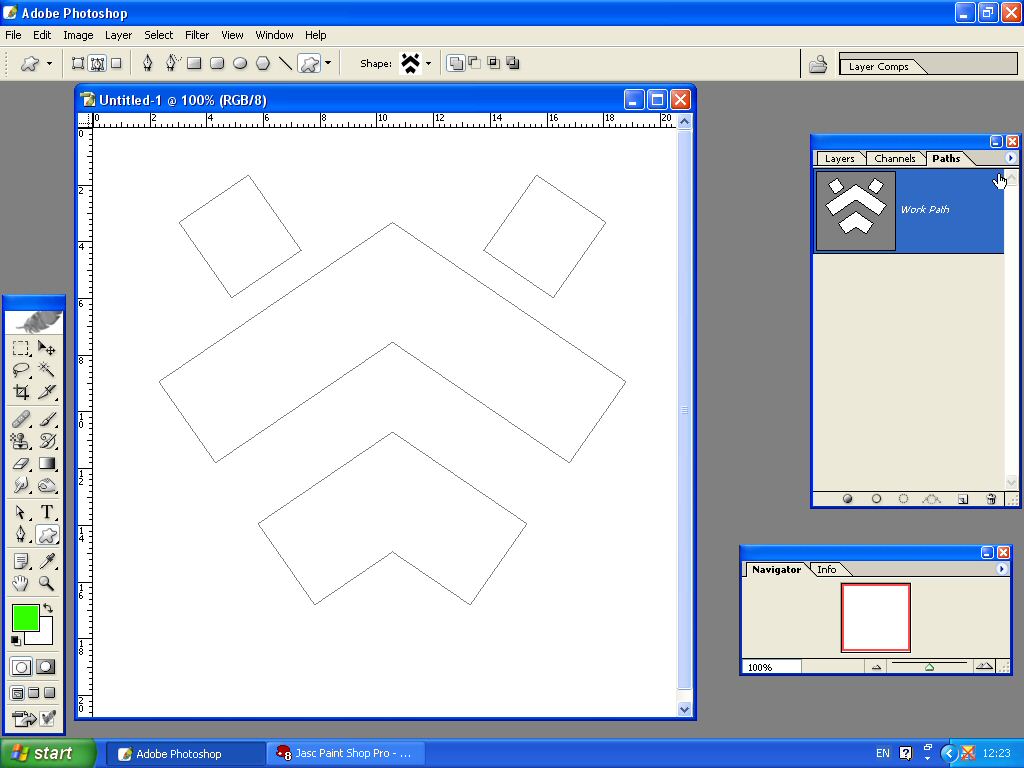 Adobe Photoshop
File Edit Image Layer Select Filter View Window Help
Shape:
Layer Comps
Untitled-1 @ 100% (RGB/8)
0 2 4 6 8 10 12 14 16 18 20
0
2
4
6
8
10
12
14
16
18
20
Layers Channels Paths
Work Path
T
Navigator Info
100%
start
Adobe Photoshop
8 Jasc Paint Shop Pro - ...
EN
?
12:23